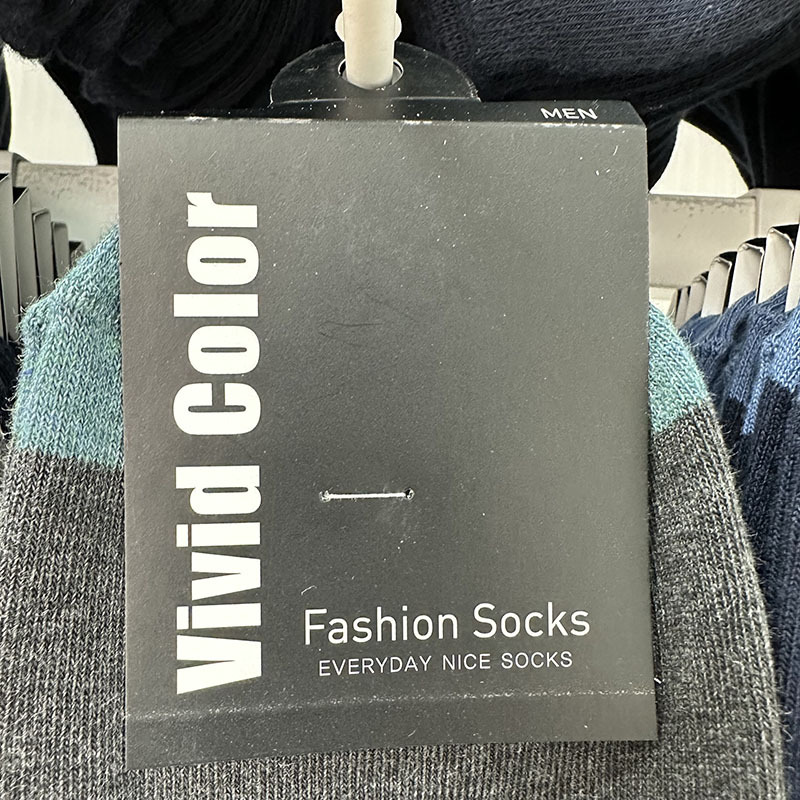 MEN
Vivid Color
Fashion Socks
EVERYDAY NICE SOCKS